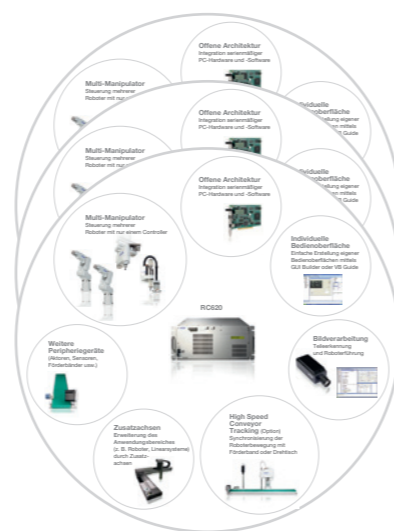 Offene Architektur
Integration serienmäßiger
PC-Hardware und -Software
Multi-Manipulator
Steuerung mehrerer
Roboter mit nur
Offene Architektur
Integration serienmäßiger
PC-Hardware und -Software
Multi-Manipulator
Steuerung mehrerer
Roboter mit nur
Offene Architektur
Integration serienmäßiger
PC-Hardware und -Software
Multi-Manipulator
Steuerung mehrerer
Roboter mit nur einem Controller
Individuelle
Bedienoberfläche
Einfache Erstellung eigener
Bedienoberflächen mittels
GUI Builder oder VB Guide
RC620
Weitere
Peripheriegeräte
(Aktoren, Sensoren,
Förderbänder usw.)
Bildverarbeitung
Teileerkennung
und Roboterführung
Zusatzachsen
Erweiterung des
Anwendungsbereiches
(z. B. Roboter, Linearsysteme)
durch Zusatz-
achsen
High Speed
Conveyor
Tracking (Option)
Synchronisierung der
Roboterbewegung mit
Förderband oder Drehtisch